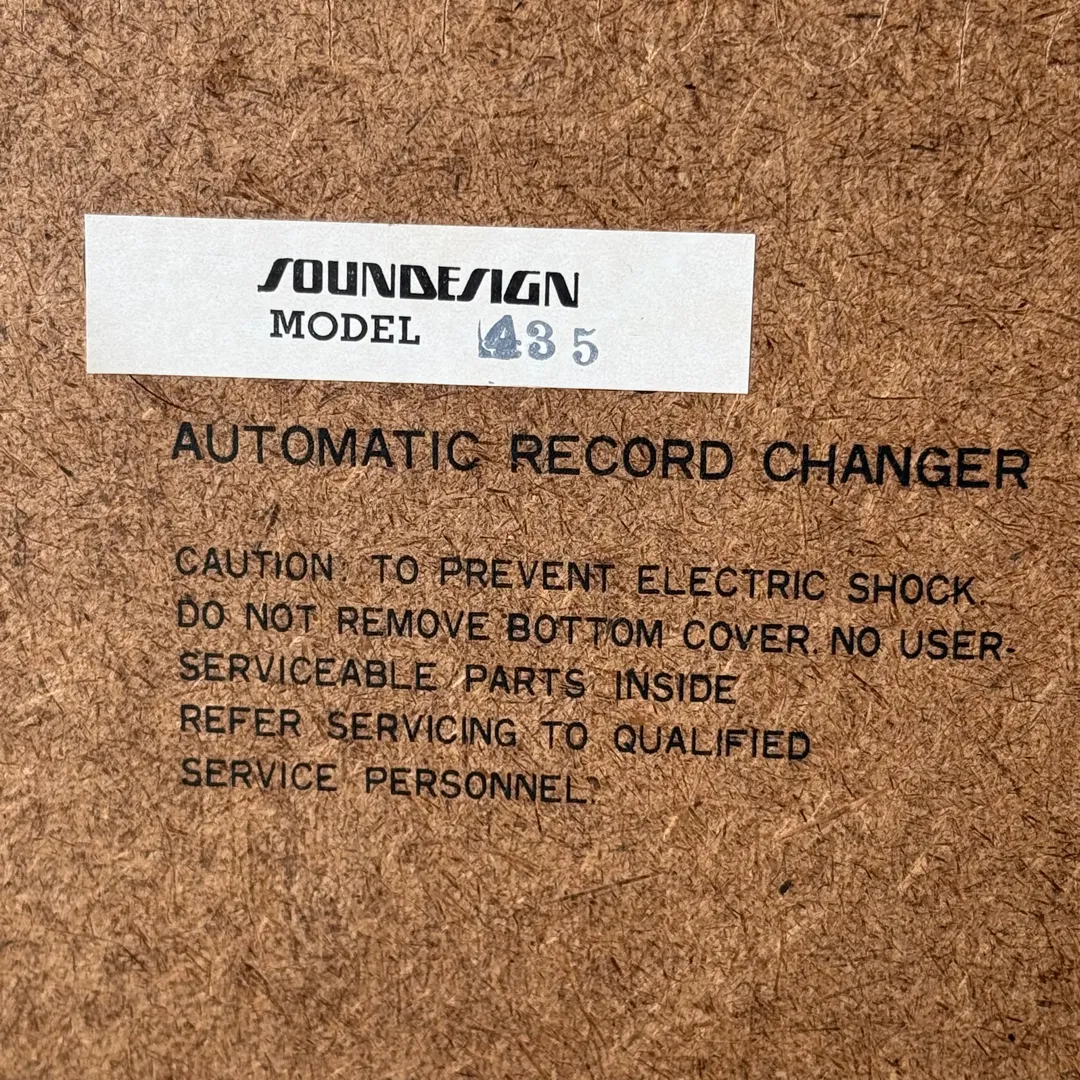 SOUNDESIGN
MODEL 435
AUTOMATIC RECORD CHANGER
CAUTION: TO PREVENT ELECTRIC SHOCK.
DO NOT REMOVE BOTTOM COVER. NO USER-
SERVICEABLE PARTS INSIDE
REFER SERVICING TO QUALIFIED
SERVICE PERSONNEL.